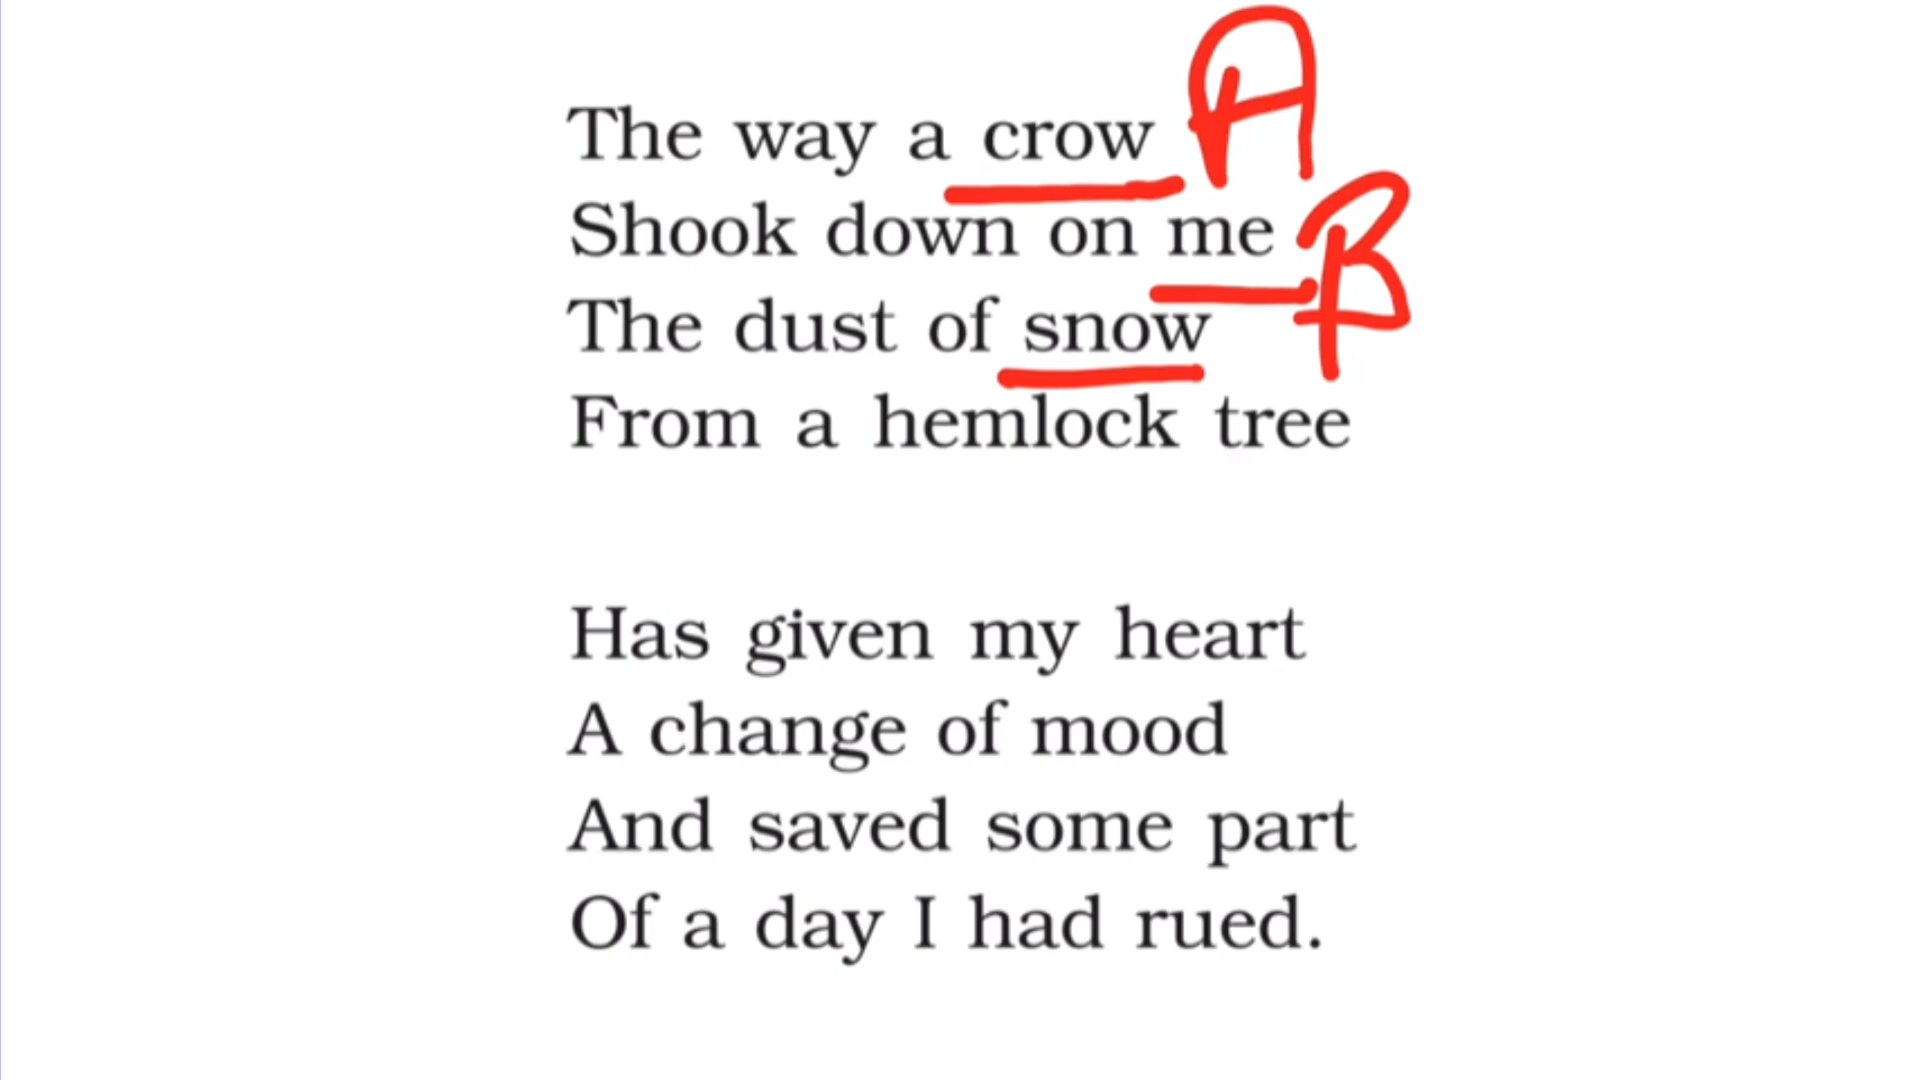 The way a crow A
Shook down on me B
The dust of snow
From a hemlock tree
Has given my heart
A change of mood
And saved some part
Of a day I had rued.